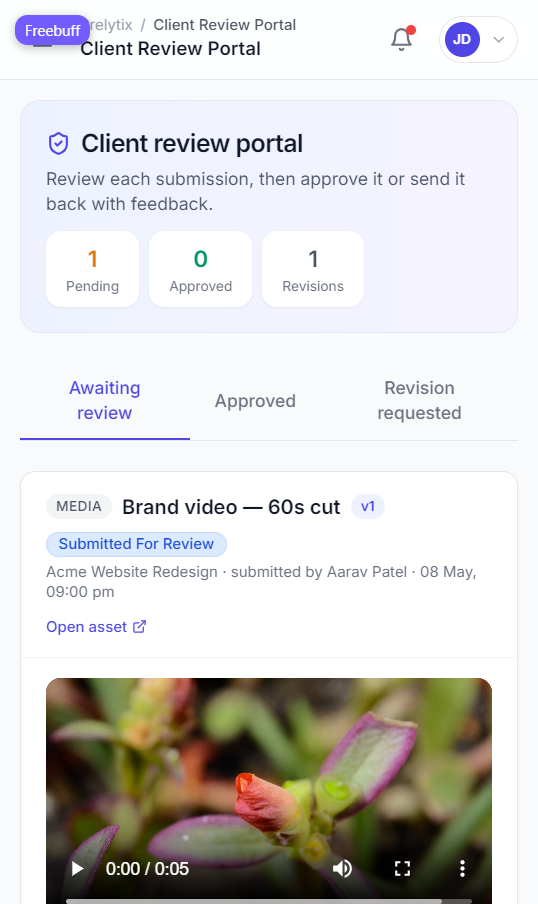 Freebuff
relytix / Client Review Portal
Client Review Portal
JD
Client review portal
Review each submission, then approve it or send it
back with feedback.
1
Pending
0
Approved
1
Revisions
Awaiting
review
Approved
Revision
requested
MEDIA Brand video — 60s cut v1
Submitted For Review
Acme Website Redesign · submitted by Aarav Patel · 08 May,
09:00 pm
Open asset
0:00 / 0:05